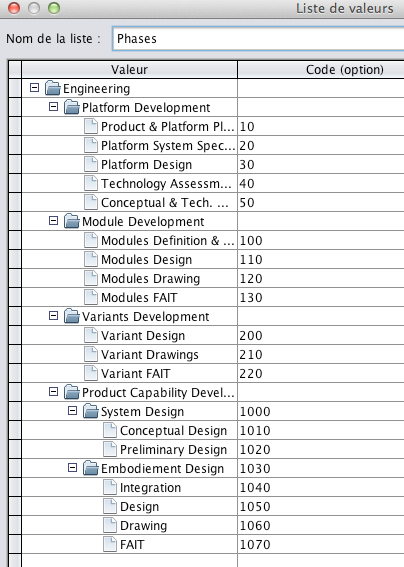 Liste de valeurs
Nom de la liste : Phases
Valeur Code (option)
Engineering
Platform Development
Product & Platform Pl... 10
Platform System Spec... 20
Platform Design 30
Technology Assessm... 40
Conceptual & Tech. ... 50
Module Development
Modules Definition & ... 100
Modules Design 110
Modules Drawing 120
Modules FAIT 130
Variants Development
Variant Design 200
Variant Drawings 210
Variant FAIT 220
Product Capability Devel...
System Design 1000
Conceptual Design 1010
Preliminary Design 1020
Embodiement Design 1030
Integration 1040
Design 1050
Drawing 1060
FAIT 1070